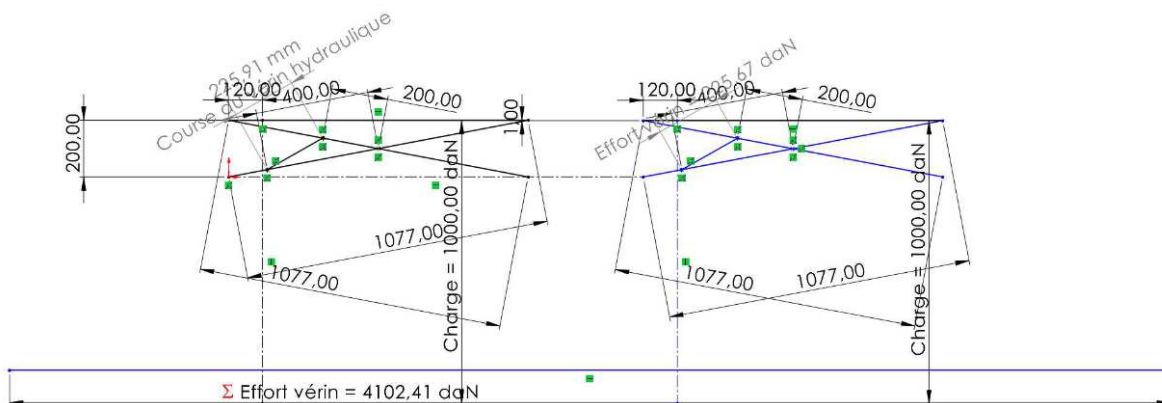 225,91 mm
Course du vérin hydraulique
120,00
400,00
200,00
1,00
200,00
1077,00
1077,00
Charge = 1000,00 daN
120,00
400,00
200,00
1077,00
1077,00
Charge = 1000,00 daN
Σ Effort vérin = 4102,41 daN